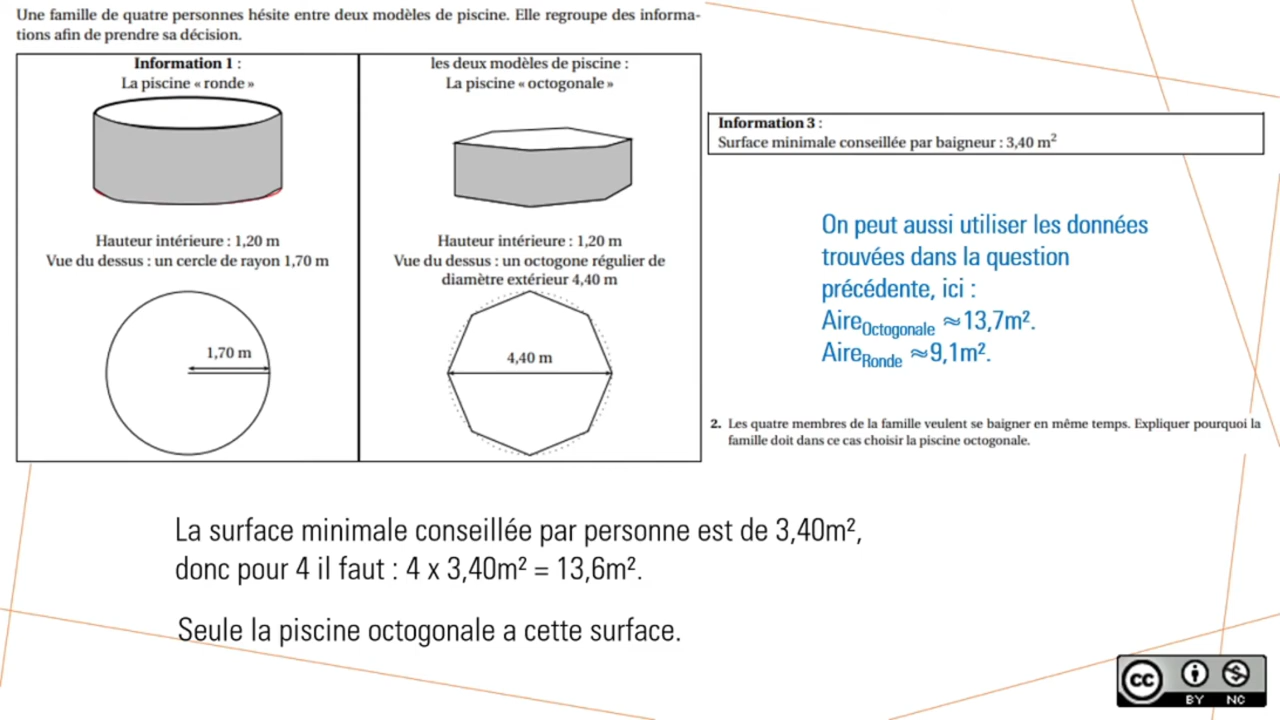 Une famille de quatre personnes hésite entre deux modèles de piscine. Elle regroupe des informa-
tions afin de prendre sa décision.
Information 1 :
La piscine « ronde »
Hauteur intérieure : 1,20 m
Vue du dessus : un cercle de rayon 1,70 m
1,70 m
les deux modèles de piscine :
La piscine « octogonale »
Hauteur intérieure : 1,20 m
Vue du dessus : un octogone régulier de
diamètre extérieur 4,40 m
4,40 m
Information 3 :
Surface minimale conseillée par baigneur : 3,40 m²
On peut aussi utiliser les données
trouvées dans la question
précédente, ici :
Aire Octogonale ≈13,7m².
Aire Ronde ≈9,1m².
2. Les quatre membres de la famille veulent se baigner en même temps. Expliquer pourquoi la
famille doit dans ce cas choisir la piscine octogonale.
La surface minimale conseillée par personne est de 3,40m²,
donc pour 4 il faut : 4 x 3,40m² = 13,6m².
Seule la piscine octogonale a cette surface.
cc
BY NC